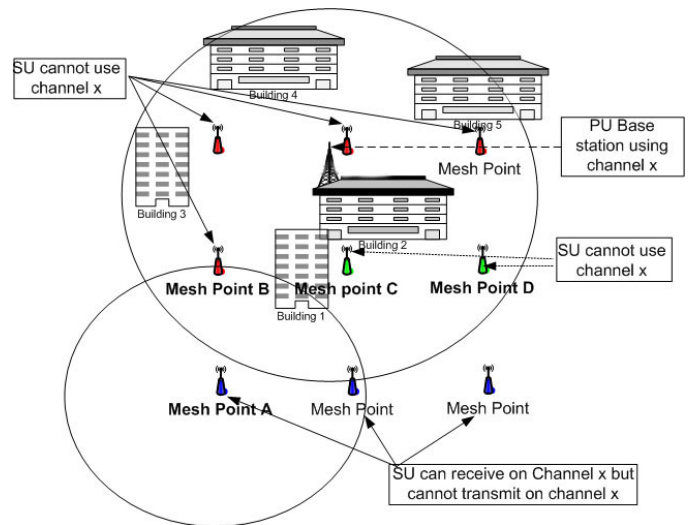 SU cannot use
channel x
Building 4
Building 5
PU Base
station using
channel x
Mesh Point
Building 3
Building 2
SU cannot use
channel x
Mesh Point B
Mesh point C
Mesh Point D
Building 1
Mesh Point A
Mesh Point
Mesh Point
SU can receive on Channel x but
cannot transmit on channel x